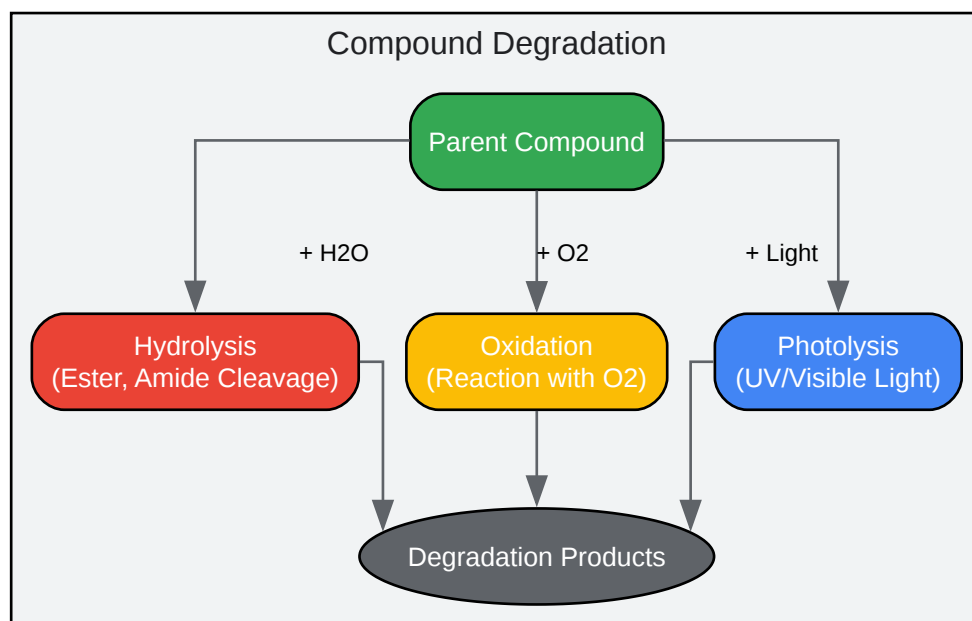 Compound Degradation
Parent Compound
+ H2O
+ O2
+ Light
Hydrolysis
(Ester, Amide Cleavage)
Oxidation
(Reaction with O2)
Photolysis
(UV/Visible Light)
Degradation Products